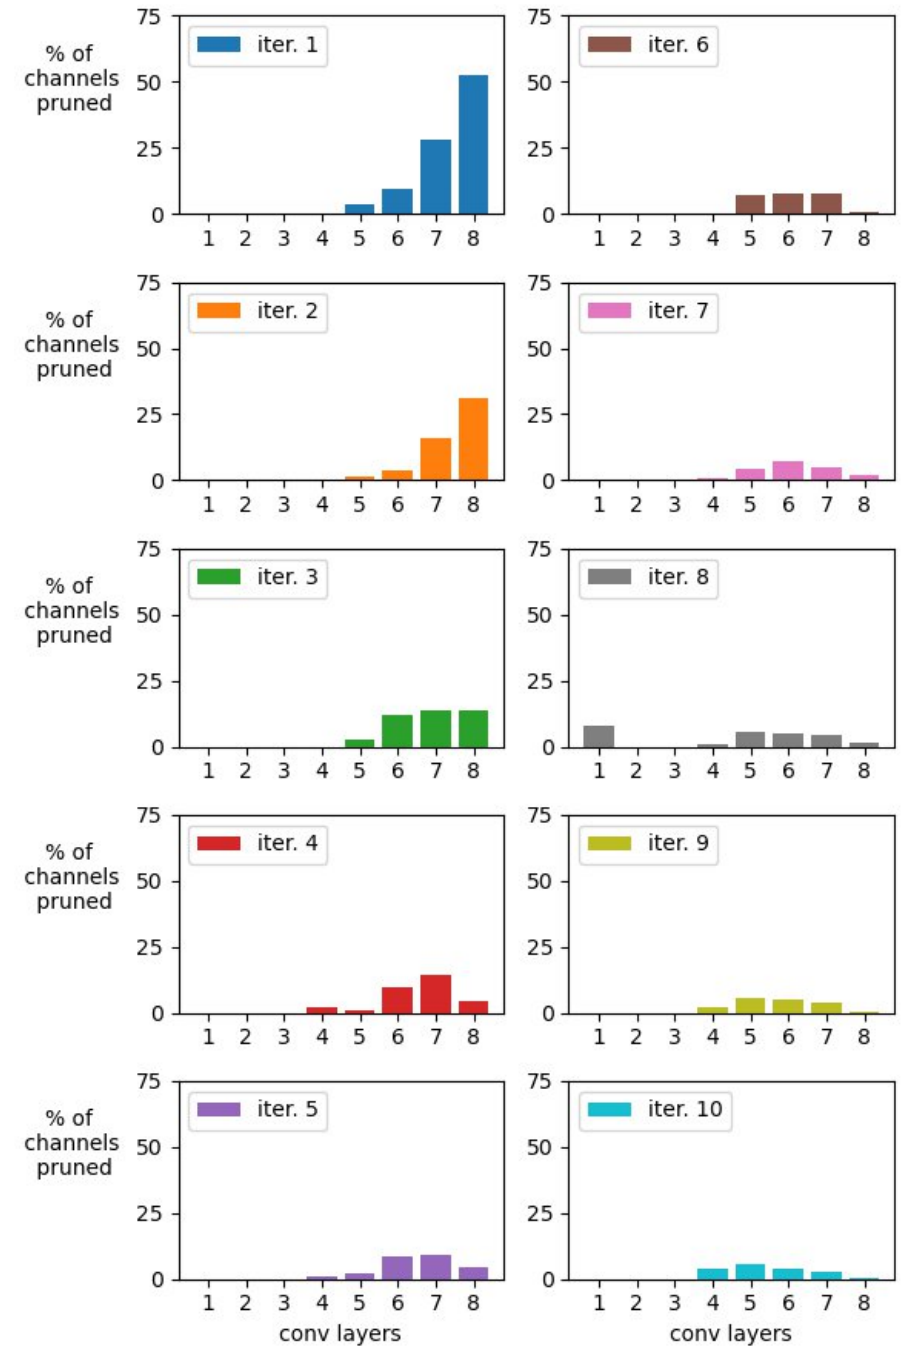 % of
channels
pruned
75
50
25
0
iter. 1
1 2 3 4 5 6 7 8
75
50
25
0
iter. 6
1 2 3 4 5 6 7 8
% of
channels
pruned
75
50
25
0
iter. 2
1 2 3 4 5 6 7 8
75
50
25
0
iter. 7
1 2 3 4 5 6 7 8
% of
channels
pruned
75
50
25
0
iter. 3
1 2 3 4 5 6 7 8
75
50
25
0
iter. 8
1 2 3 4 5 6 7 8
% of
channels
pruned
75
50
25
0
iter. 4
1 2 3 4 5 6 7 8
75
50
25
0
iter. 9
1 2 3 4 5 6 7 8
% of
channels
pruned
75
50
25
0
iter. 5
1 2 3 4 5 6 7 8
conv layers
75
50
25
0
iter. 10
1 2 3 4 5 6 7 8
conv layers